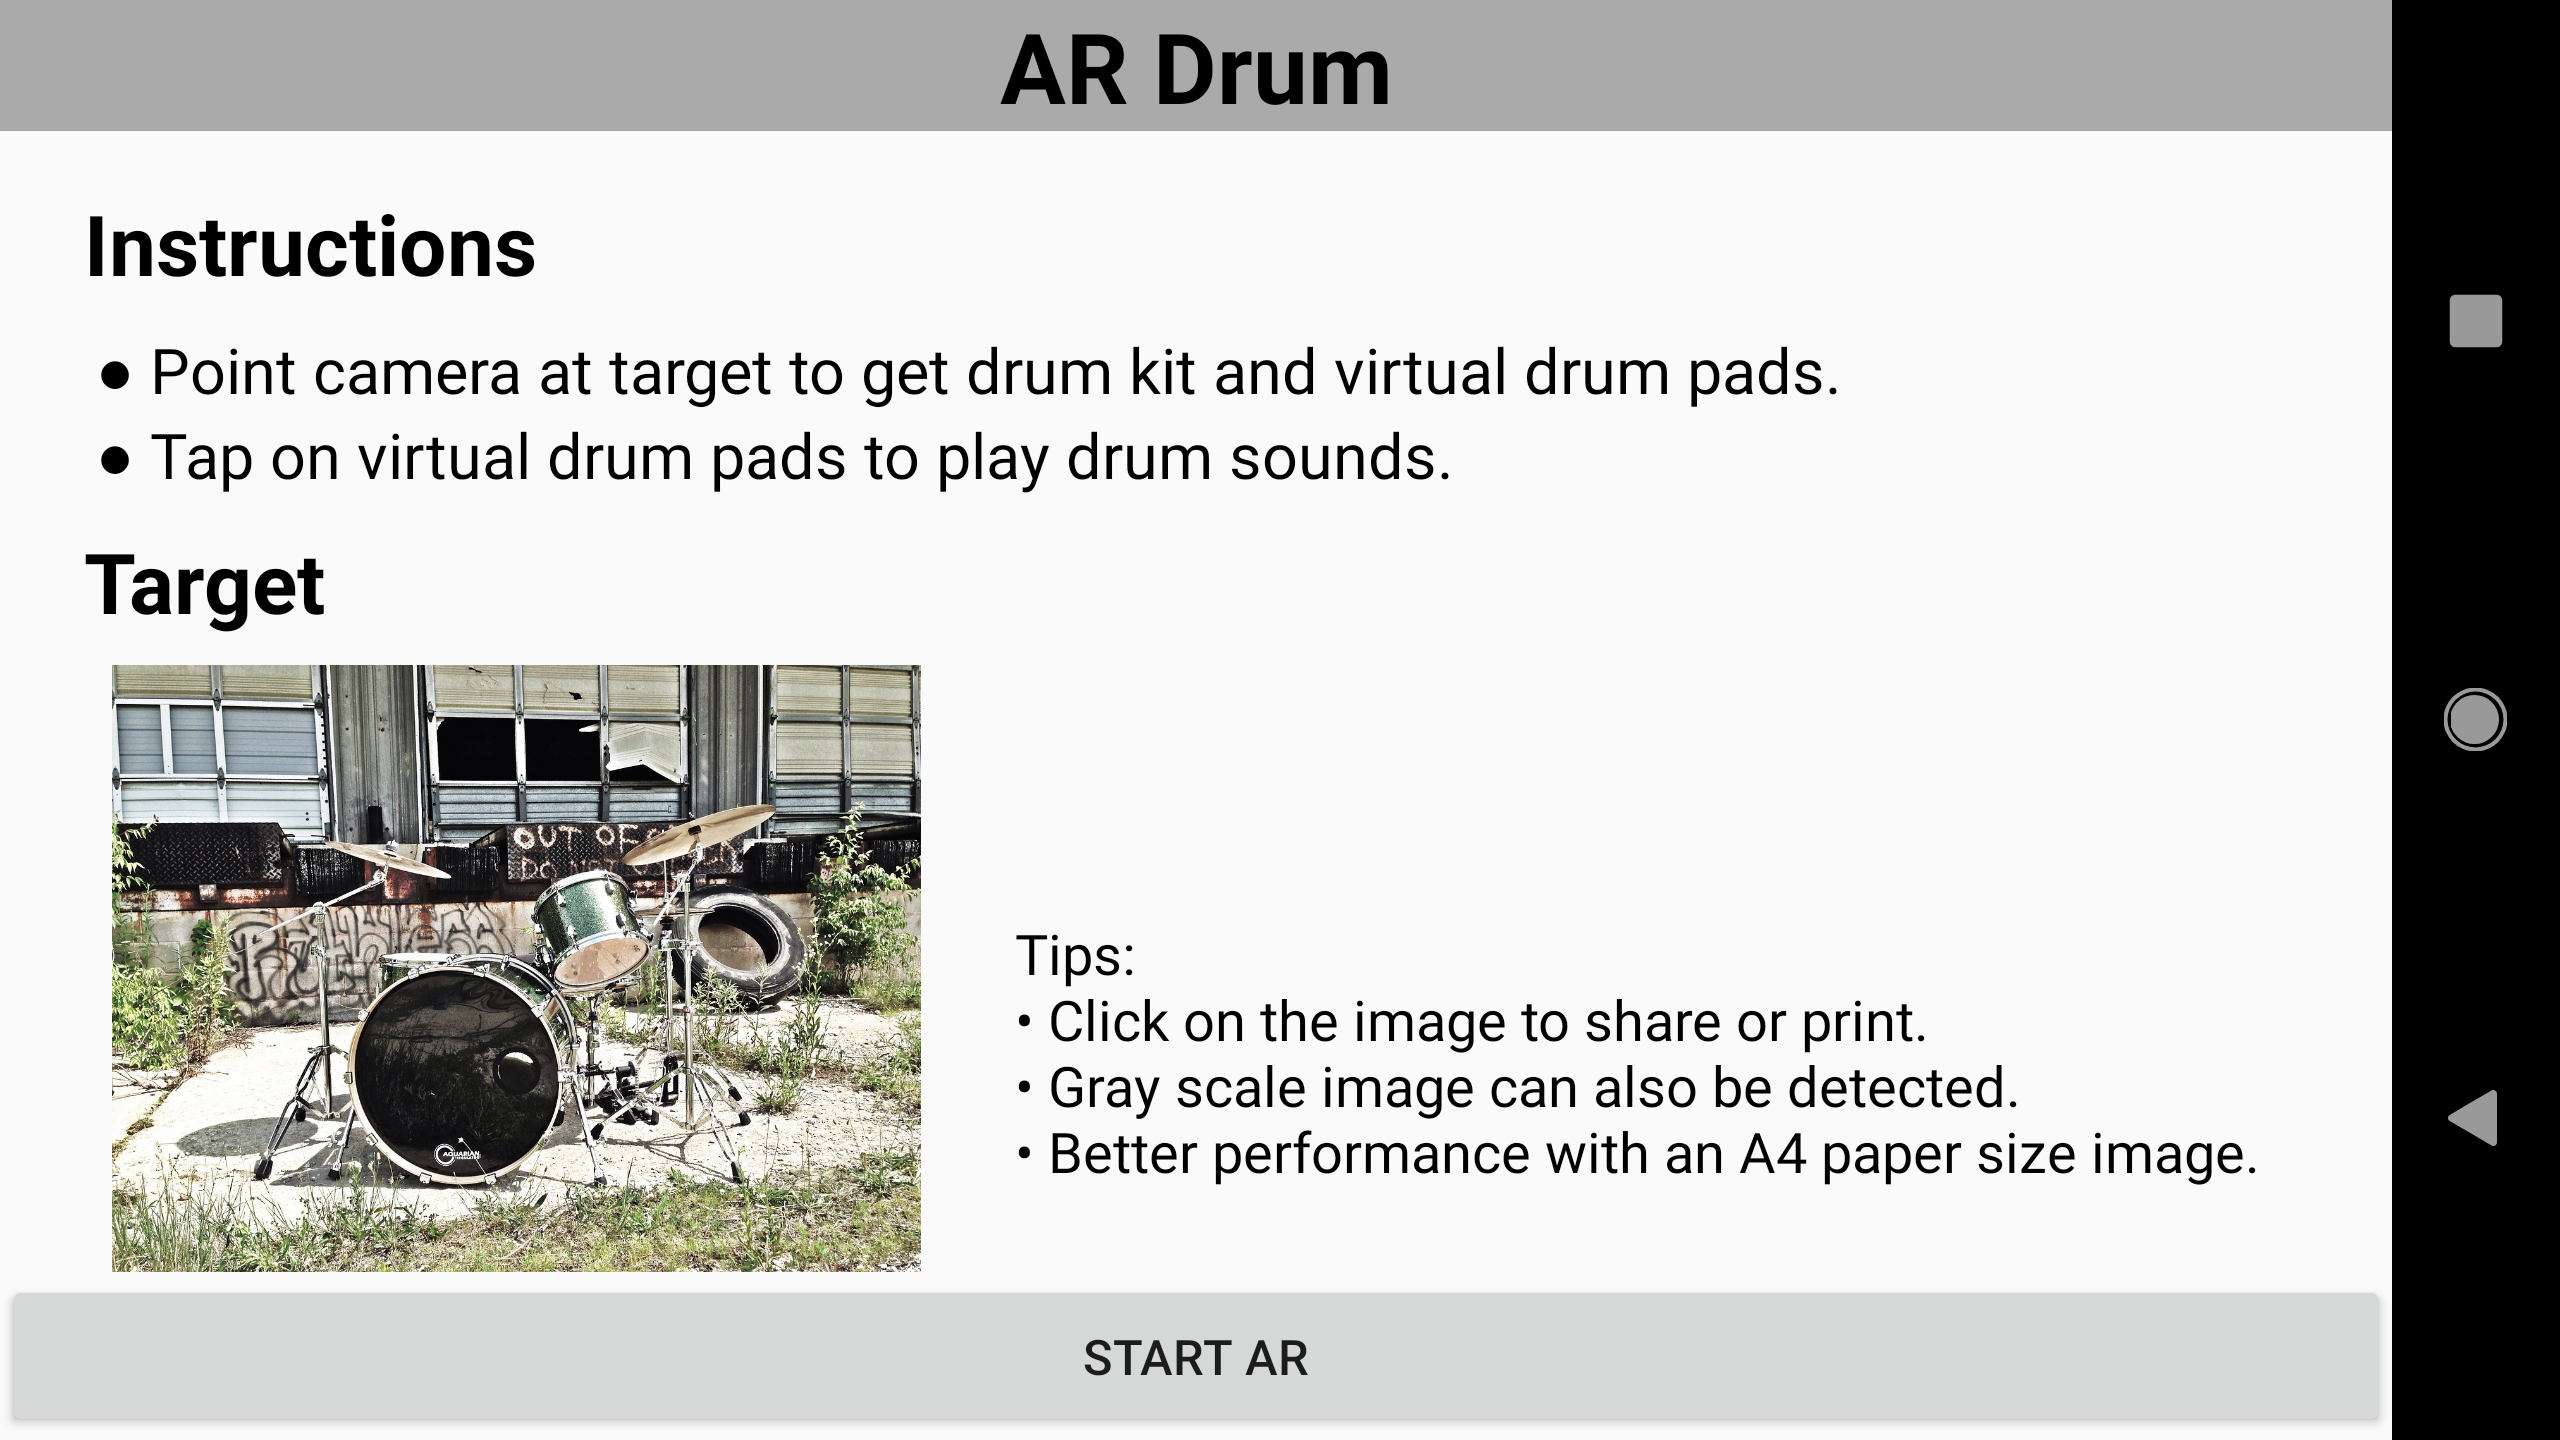 AR Drum
Instructions
● Point camera at target to get drum kit and virtual drum pads.
● Tap on virtual drum pads to play drum sounds.
Target
OUT OF
AQUARIAN
Tips:
• Click on the image to share or print.
• Gray scale image can also be detected.
• Better performance with an A4 paper size image.
START AR